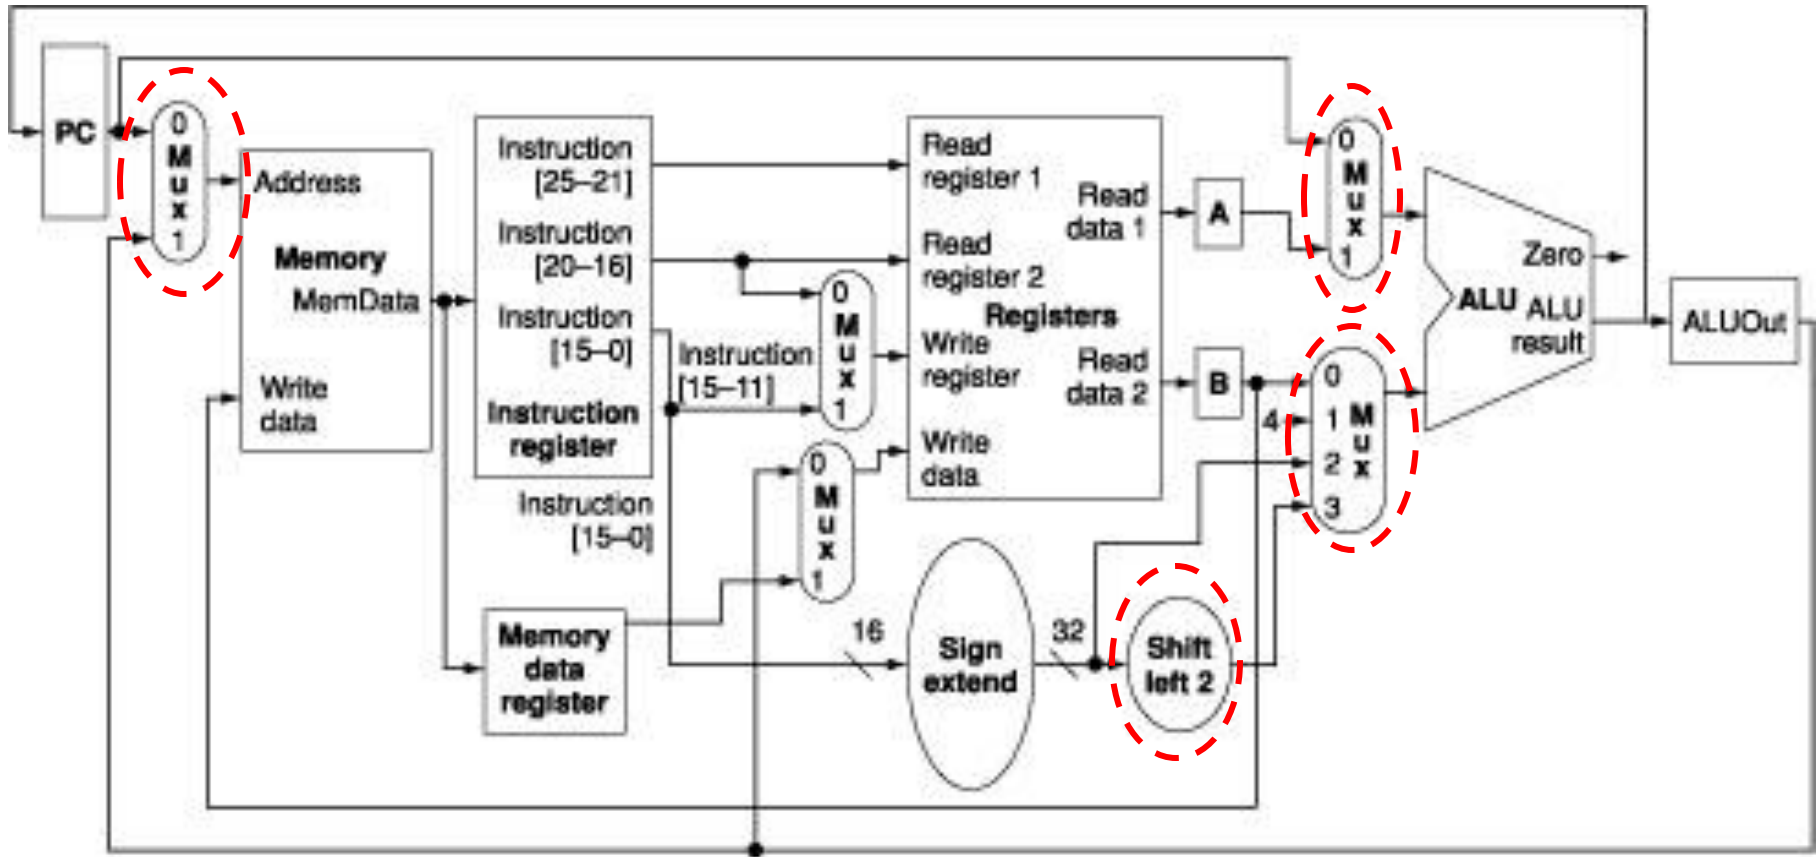 PC
0
M
u
x
1
Address
Memory
MemData
Write
data
Instruction
[25–21]
Instruction
[20–16]
Instruction
[15–0]
Instruction
register
Instruction
[15–0]
Memory
data
register
Instruction
[15–11]
0
M
u
x
1
0
M
u
x
1
Read
register 1
Read
register 2
Registers
Write
register
Write
data
Read
data 1
Read
data 2
16
Sign
extend
32
Shift
left 2
A
B
4
0
M
u
x
1
0
1
2
3
M
u
x
Zero
ALU
ALU
result
ALUOut